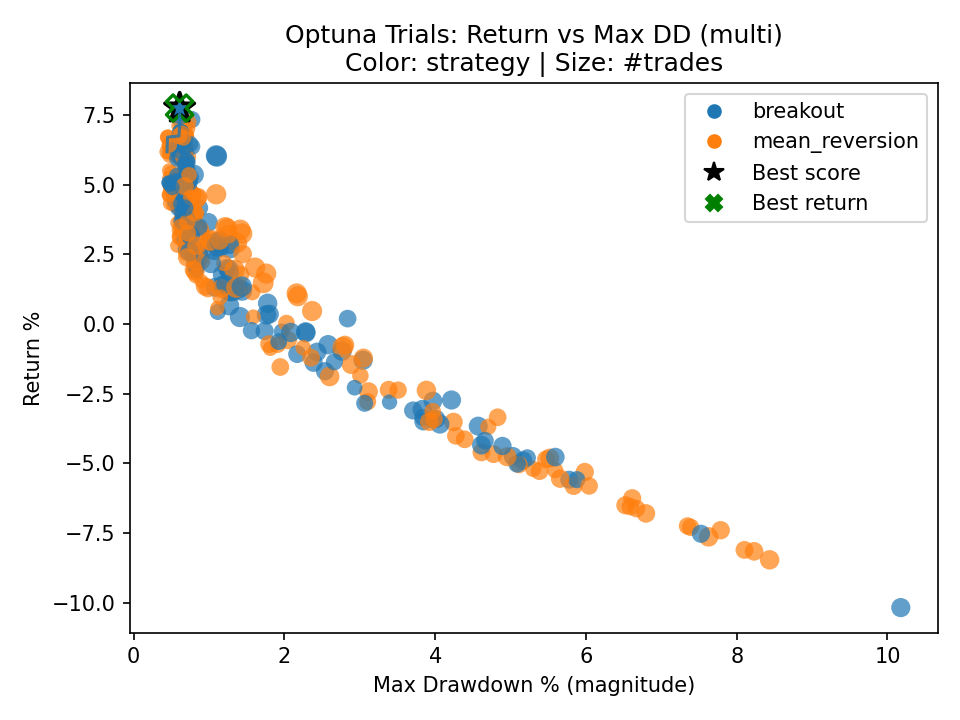 Optuna Trials: Return vs Max DD (multi)
Color: strategy | Size: #trades
breakout
mean_reversion
Best score
Best return
Return %
7.5
5.0
2.5
0.0
−2.5
−5.0
−7.5
−10.0
0 2 4 6 8 10
Max Drawdown % (magnitude)